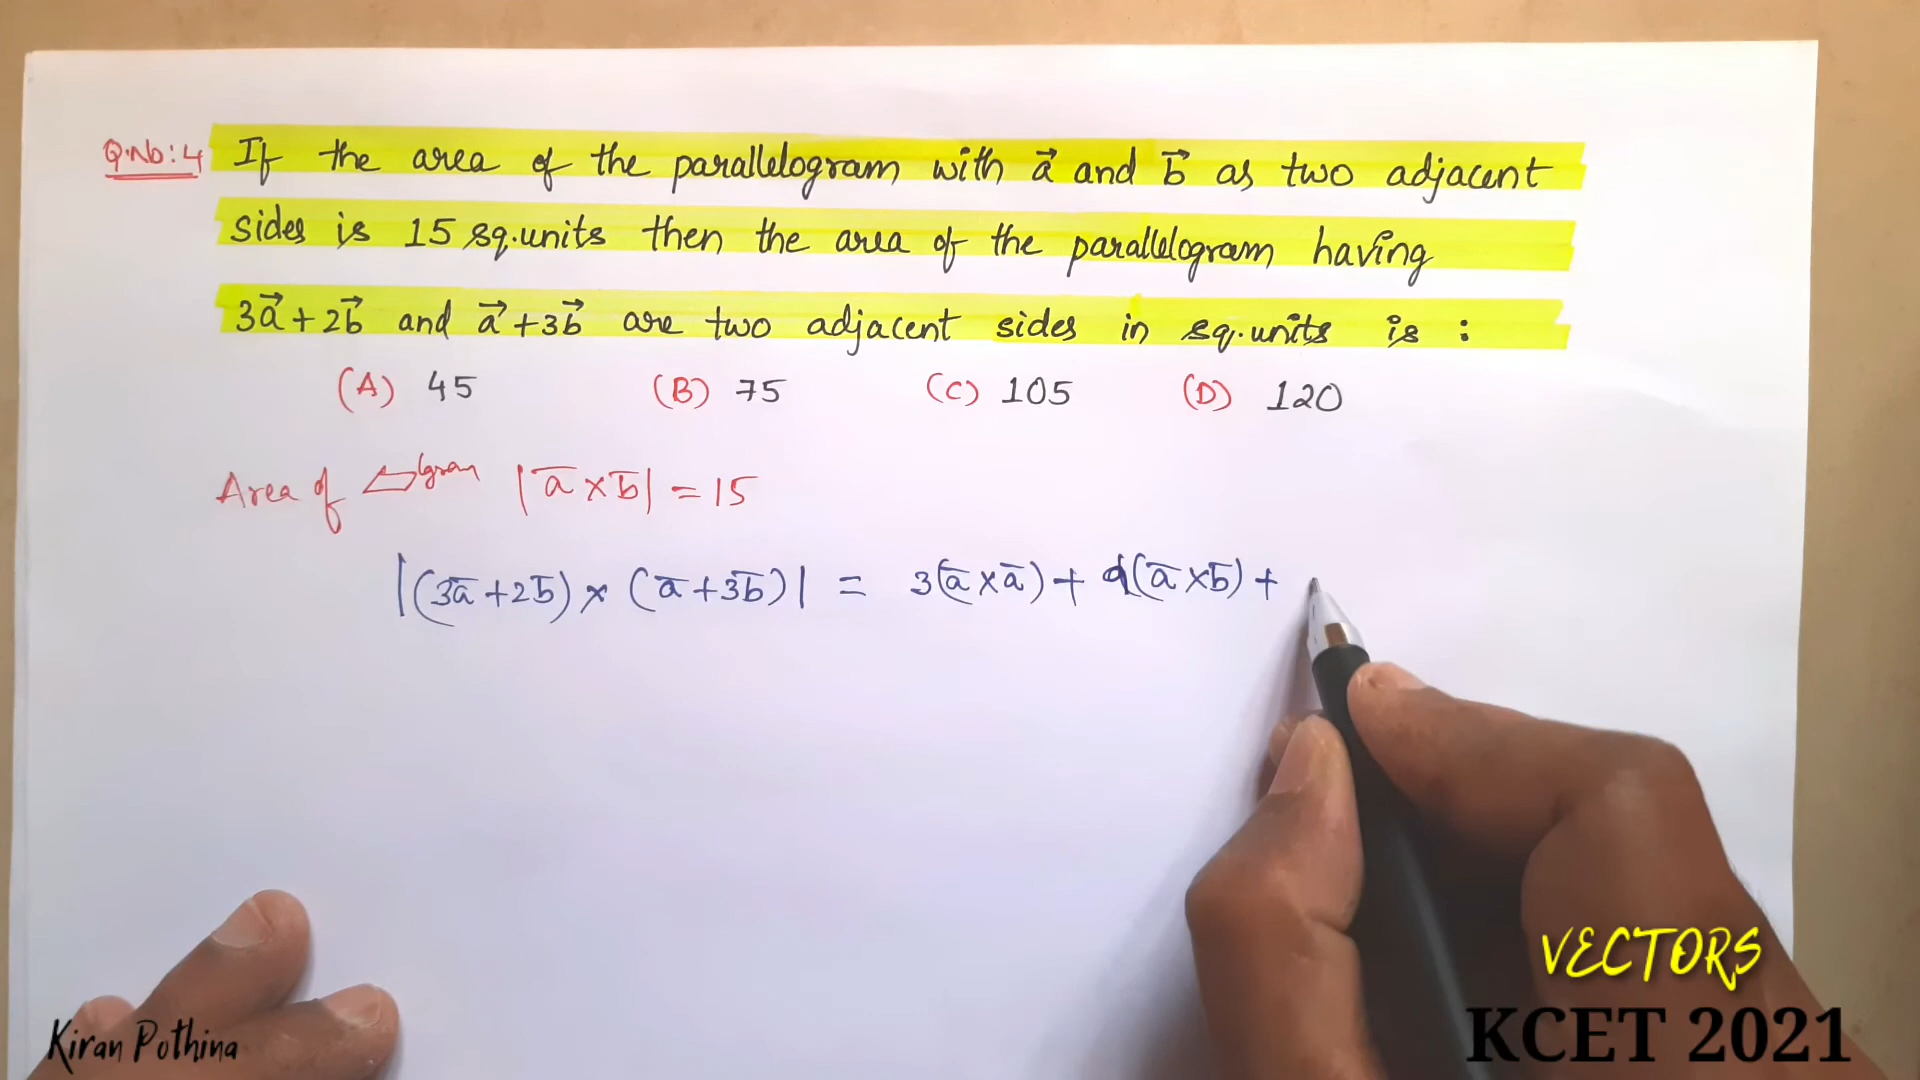 Q.No:4 If the area of the parallelogram with a⃗ and b⃗ as two adjacent
sides is 15 sq.units then the area of the parallelogram having
3a⃗+2b⃗ and a⃗+3b⃗ are two adjacent sides in sq.units is :
(A) 45 (B) 75 (C) 105 (D) 120
Area of ▱gram |a̅ × b̅| = 15
|(3a̅+2b̅) × (a̅+3b̅)| = 3(a̅×a̅) + 9(a̅×b̅) +
VECTORS
KCET 2021
Kiran Pothina